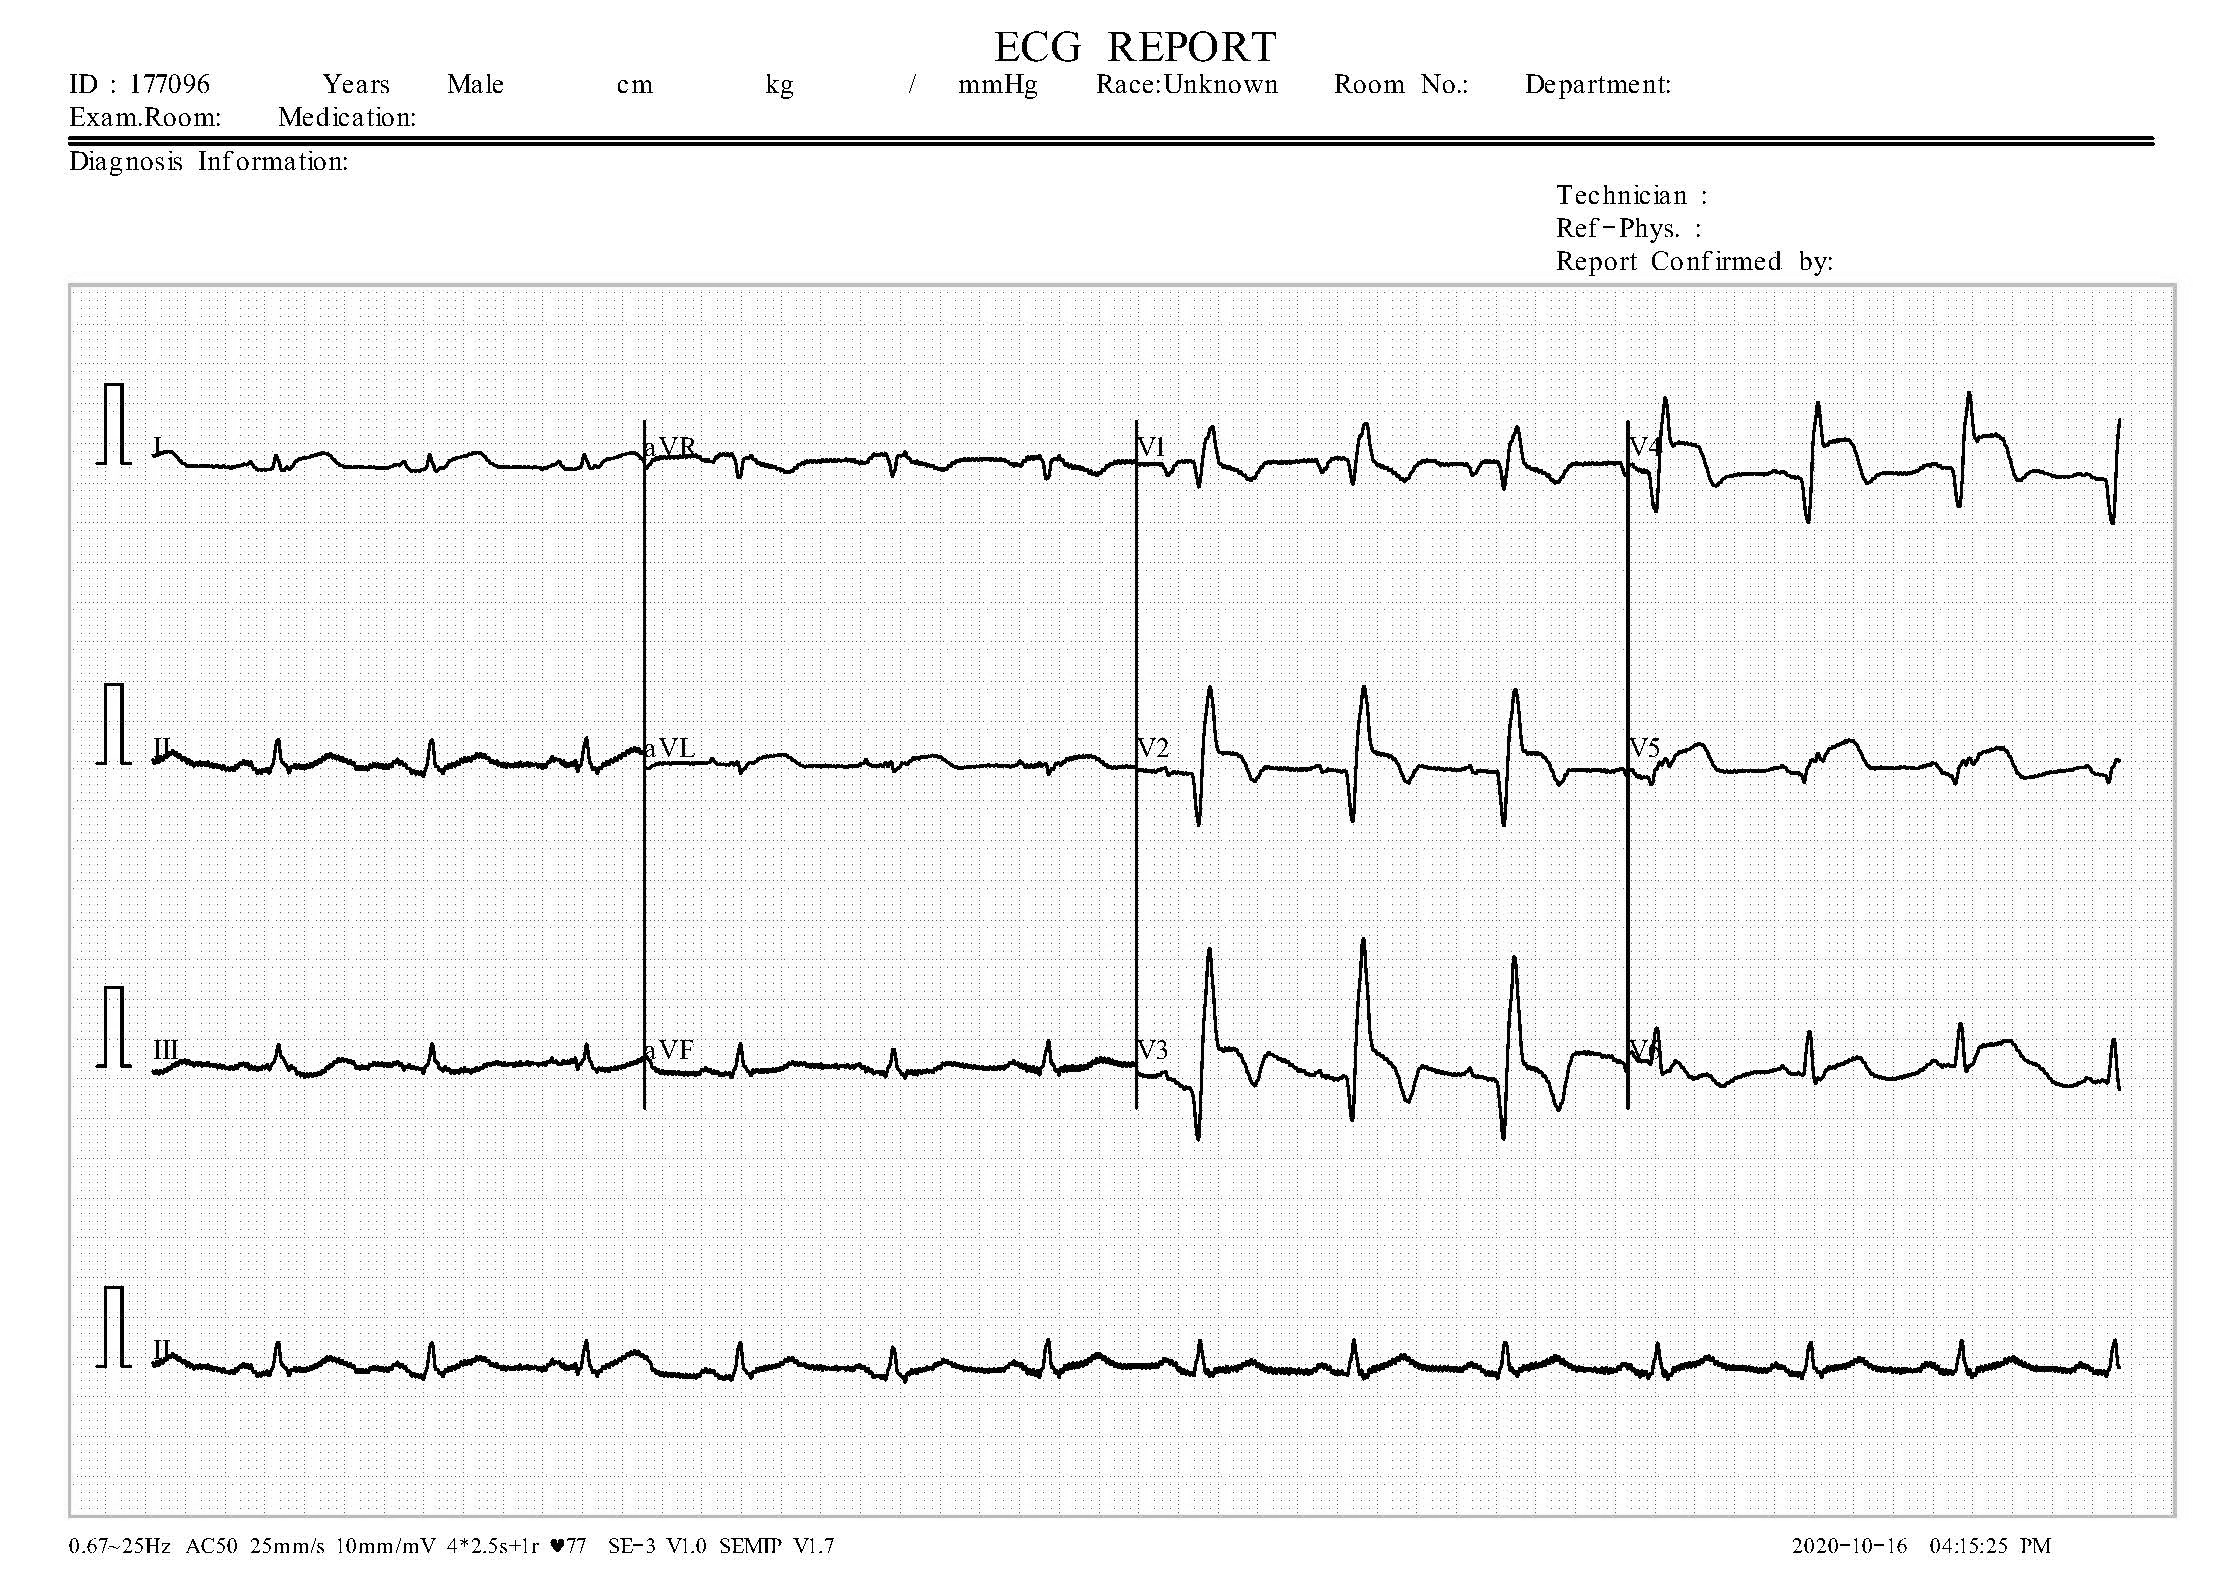 ECG REPORT
ID : 177096 Years Male cm kg / mmHg Race:Unknown Room No.: Department:
Exam.Room: Medication:
Diagnosis Information:
Technician :
Ref-Phys. :
Report Confirmed by:
I aVR V1 V4
II aVL V2 V5
III aVF V3 V6
II
0.67~25Hz AC50 25mm/s 10mm/mV 4*2.5s+1r ♥77 SE-3 V1.0 SEMIP V1.7 2020-10-16 04:15:25 PM